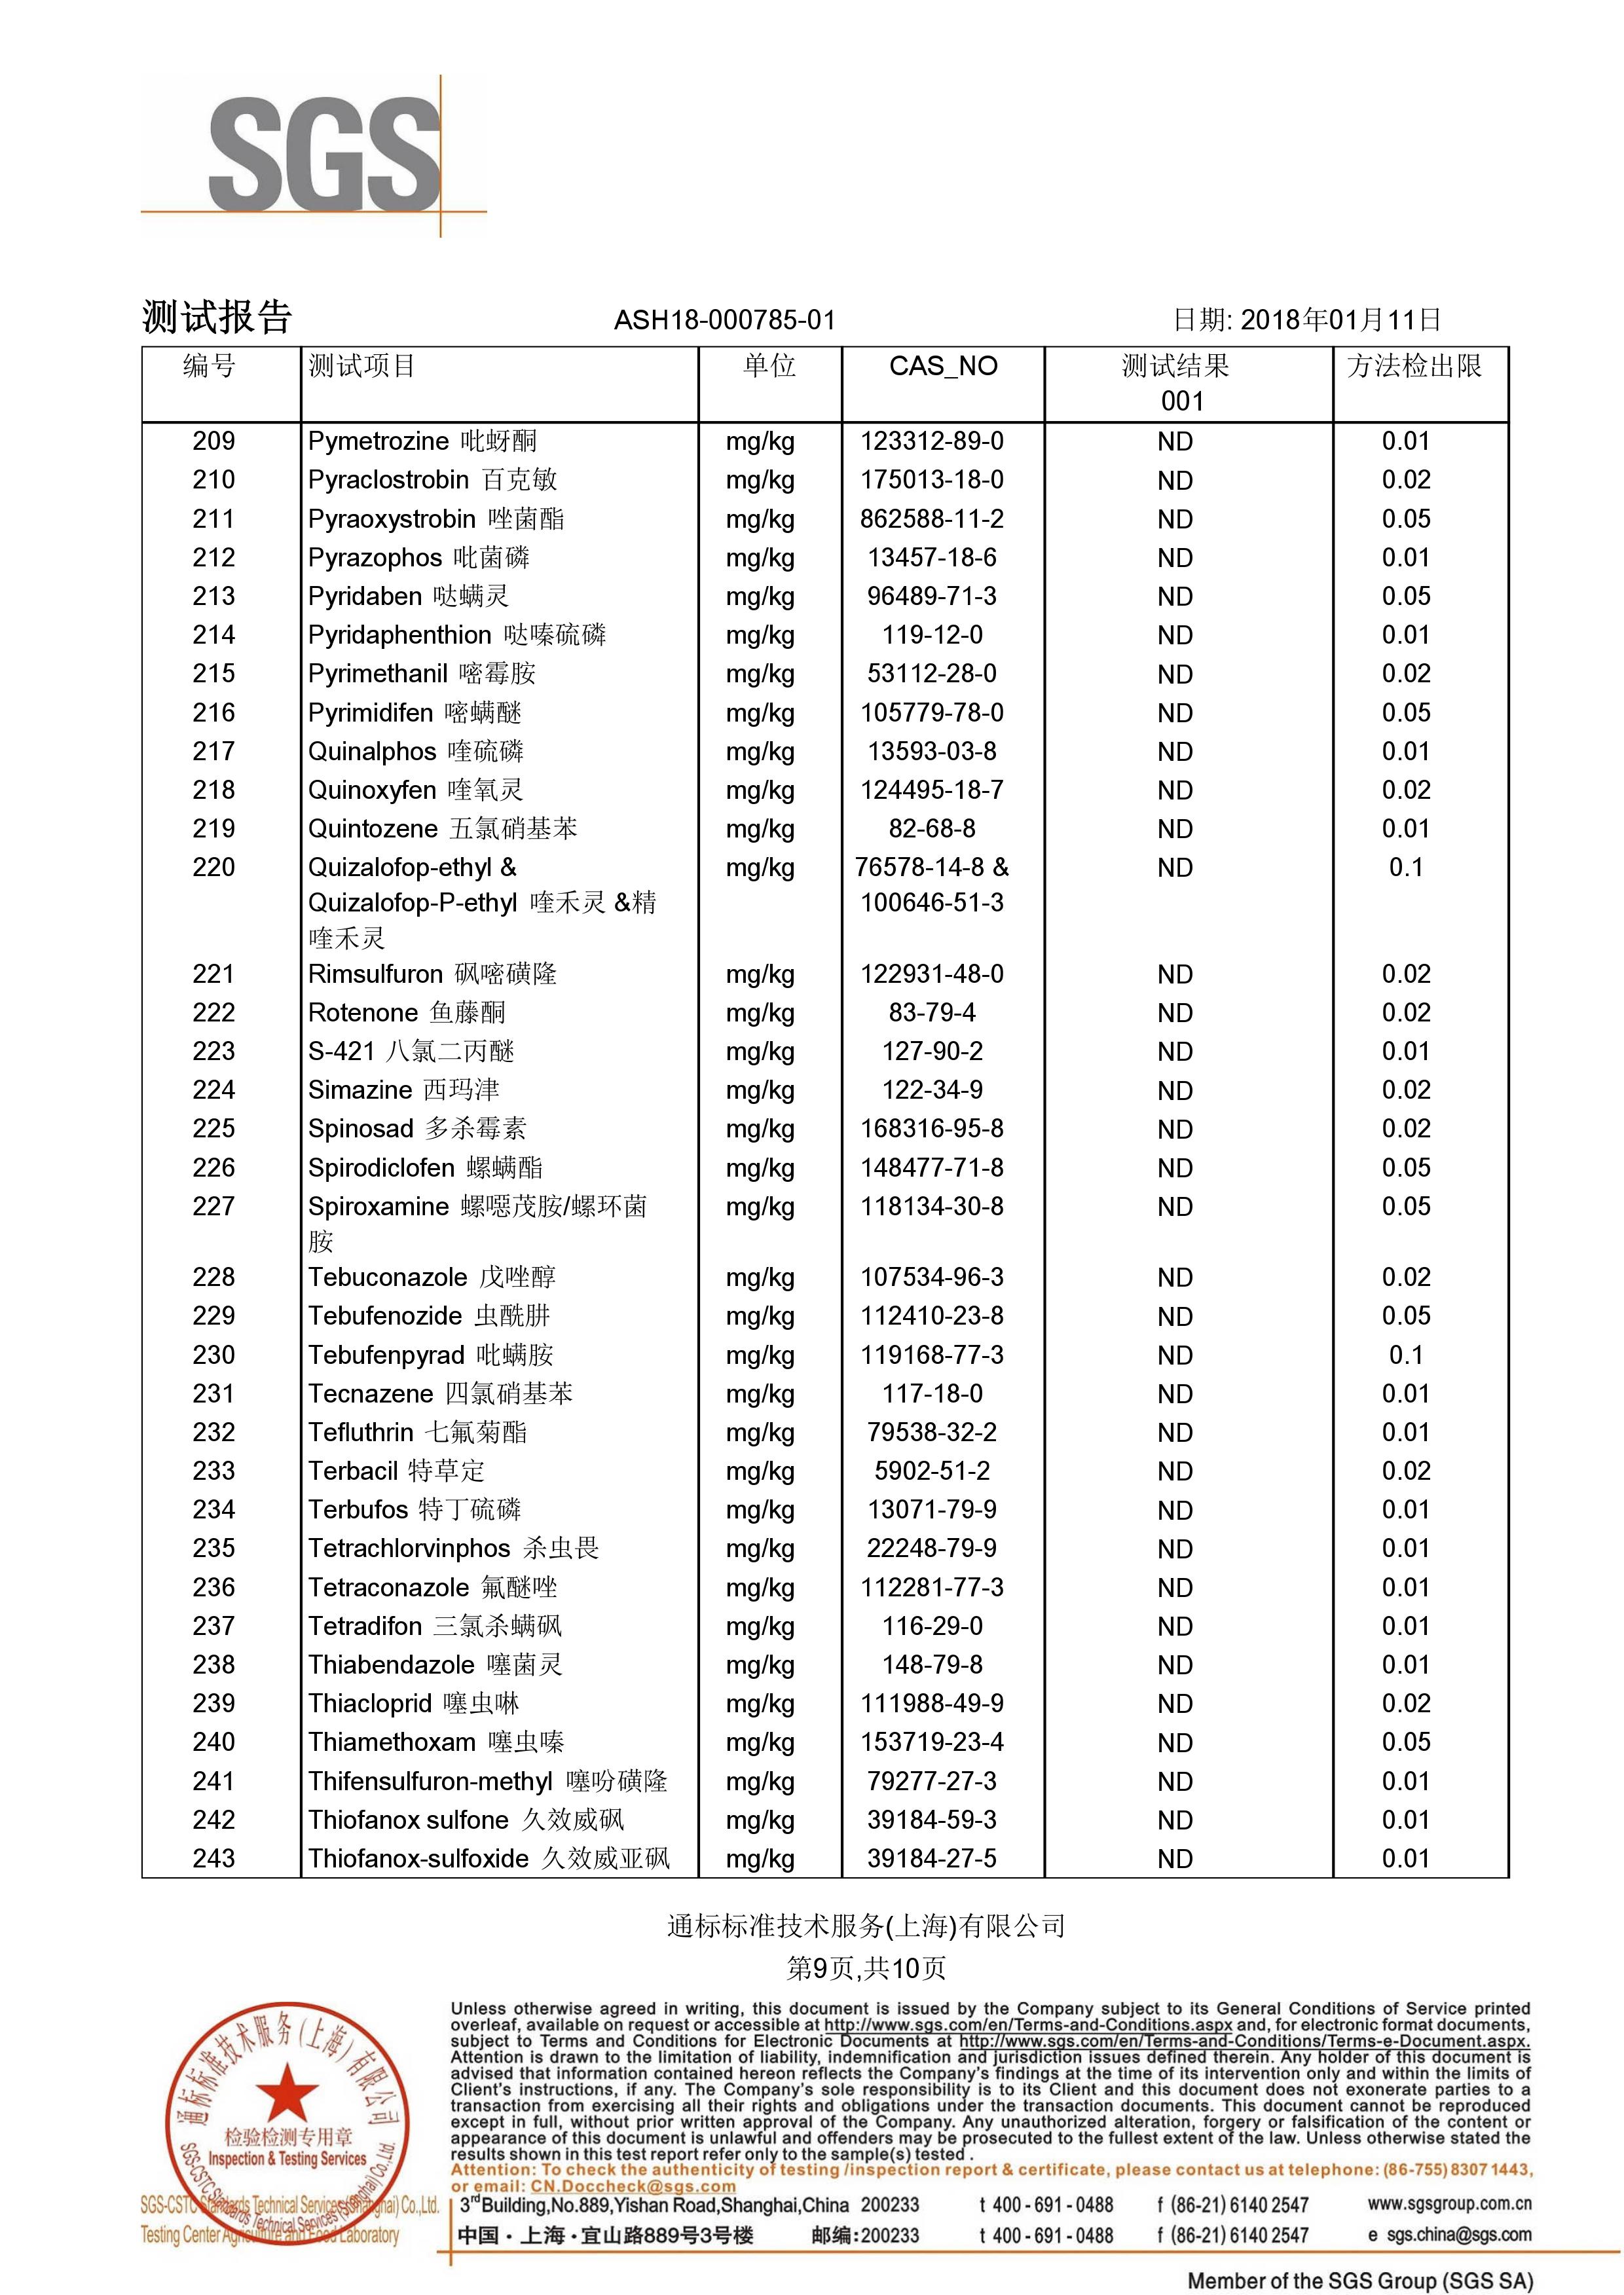 SGS
测试报告 ASH18-000785-01 日期: 2018年01月11日
编号 测试项目 单位 CAS_NO 测试结果 方法检出限
001
209 Pymetrozine 吡蚜酮 mg/kg 123312-89-0 ND 0.01
210 Pyraclostrobin 百克敏 mg/kg 175013-18-0 ND 0.02
211 Pyraoxystrobin 唑菌酯 mg/kg 862588-11-2 ND 0.05
212 Pyrazophos 吡菌磷 mg/kg 13457-18-6 ND 0.01
213 Pyridaben 哒螨灵 mg/kg 96489-71-3 ND 0.05
214 Pyridaphenthion 哒嗪硫磷 mg/kg 119-12-0 ND 0.01
215 Pyrimethanil 嘧霉胺 mg/kg 53112-28-0 ND 0.02
216 Pyrimidifen 嘧螨醚 mg/kg 105779-78-0 ND 0.05
217 Quinalphos 喹硫磷 mg/kg 13593-03-8 ND 0.01
218 Quinoxyfen 喹氧灵 mg/kg 124495-18-7 ND 0.02
219 Quintozene 五氯硝基苯 mg/kg 82-68-8 ND 0.01
220 Quizalofop-ethyl & mg/kg 76578-14-8 & ND 0.1
Quizalofop-P-ethyl 喹禾灵 &精 100646-51-3
喹禾灵
221 Rimsulfuron 砜嘧磺隆 mg/kg 122931-48-0 ND 0.02
222 Rotenone 鱼藤酮 mg/kg 83-79-4 ND 0.02
223 S-421 八氯二丙醚 mg/kg 127-90-2 ND 0.01
224 Simazine 西玛津 mg/kg 122-34-9 ND 0.02
225 Spinosad 多杀霉素 mg/kg 168316-95-8 ND 0.02
226 Spirodiclofen 螺螨酯 mg/kg 148477-71-8 ND 0.05
227 Spiroxamine 螺噁茂胺/螺环菌 mg/kg 118134-30-8 ND 0.05
胺
228 Tebuconazole 戊唑醇 mg/kg 107534-96-3 ND 0.02
229 Tebufenozide 虫酰肼 mg/kg 112410-23-8 ND 0.05
230 Tebufenpyrad 吡螨胺 mg/kg 119168-77-3 ND 0.1
231 Tecnazene 四氯硝基苯 mg/kg 117-18-0 ND 0.01
232 Tefluthrin 七氟菊酯 mg/kg 79538-32-2 ND 0.01
233 Terbacil 特草定 mg/kg 5902-51-2 ND 0.02
234 Terbufos 特丁硫磷 mg/kg 13071-79-9 ND 0.01
235 Tetrachlorvinphos 杀虫畏 mg/kg 22248-79-9 ND 0.01
236 Tetraconazole 氟醚唑 mg/kg 112281-77-3 ND 0.01
237 Tetradifon 三氯杀螨砜 mg/kg 116-29-0 ND 0.01
238 Thiabendazole 噻菌灵 mg/kg 148-79-8 ND 0.01
239 Thiacloprid 噻虫啉 mg/kg 111988-49-9 ND 0.02
240 Thiamethoxam 噻虫嗪 mg/kg 153719-23-4 ND 0.05
241 Thifensulfuron-methyl 噻吩磺隆 mg/kg 79277-27-3 ND 0.01
242 Thiofanox sulfone 久效威砜 mg/kg 39184-59-3 ND 0.01
243 Thiofanox-sulfoxide 久效威亚砜 mg/kg 39184-27-5 ND 0.01
通标标准技术服务(上海)有限公司
第9页,共10页
通标标准技术服务(上海)有限公司
检验检测专用章
Inspection & Testing Services
SGS-CSTC Standards Technical Services (Shanghai) Co.,Ltd.
Unless otherwise agreed in writing, this document is issued by the Company subject to its General Conditions of Service printed
overleaf, available on request or accessible at http://www.sgs.com/en/Terms-and-Conditions.aspx and, for electronic format documents,
subject to Terms and Conditions for Electronic Documents at http://www.sgs.com/en/Terms-and-Conditions/Terms-e-Document.aspx.
Attention is drawn to the limitation of liability, indemnification and jurisdiction issues defined therein. Any holder of this document is
advised that information contained hereon reflects the Company's findings at the time of its intervention only and within the limits of
Client's instructions, if any. The Company's sole responsibility is to its Client and this document does not exonerate parties to a
transaction from exercising all their rights and obligations under the transaction documents. This document cannot be reproduced
except in full, without prior written approval of the Company. Any unauthorized alteration, forgery or falsification of the content or
appearance of this document is unlawful and offenders may be prosecuted to the fullest extent of the law. Unless otherwise stated the
results shown in this test report refer only to the sample(s) tested .
Attention: To check the authenticity of testing /inspection report & certificate, please contact us at telephone: (86-755) 8307 1443,
or email: CN.Doccheck@sgs.com
SGS-CSTC Standards Technical Services (Shanghai) Co.,Ltd.
Testing Center Agriculture and Food Laboratory
3rd Building,No.889,Yishan Road,Shanghai,China 200233 t 400-691-0488 f (86-21) 6140 2547 www.sgsgroup.com.cn
中国·上海·宜山路889号3号楼 邮编:200233 t 400-691-0488 f (86-21) 6140 2547 e sgs.china@sgs.com
Member of the SGS Group (SGS SA)